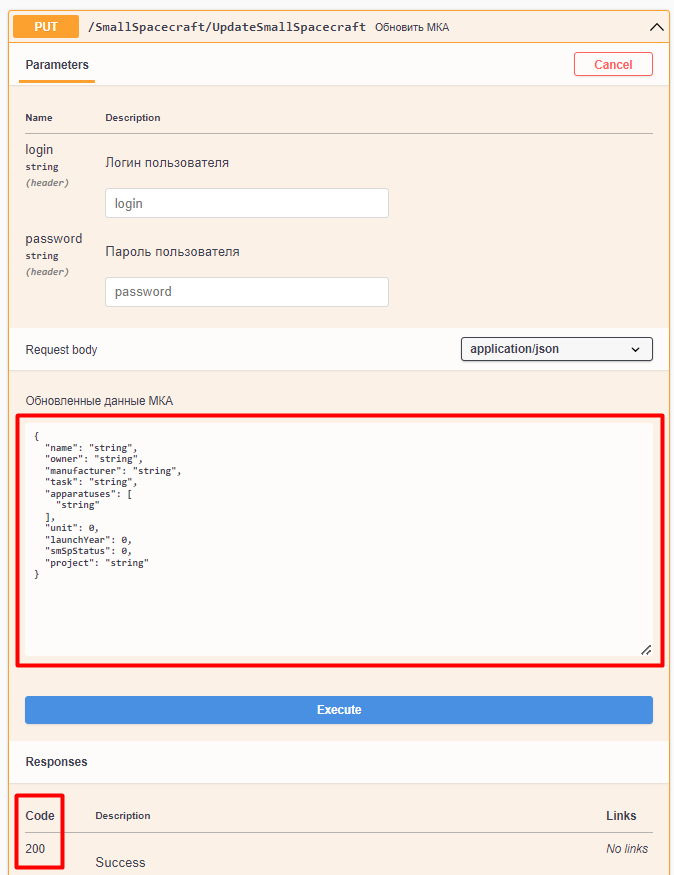 PUT /SmallSpacecraft/UpdateSmallSpacecraft Обновить МКА
Parameters Cancel
Name Description
login
string
(header)
Логин пользователя
login
password
string
(header)
Пароль пользователя
password
Request body application/json
Обновленные данные МКА
{
  "name": "string",
  "owner": "string",
  "manufacturer": "string",
  "task": "string",
  "apparatuses": [
    "string"
  ],
  "unit": 0,
  "launchYear": 0,
  "smSpStatus": 0,
  "project": "string"
}
Execute
Responses
Code Description Links
200 Success No links